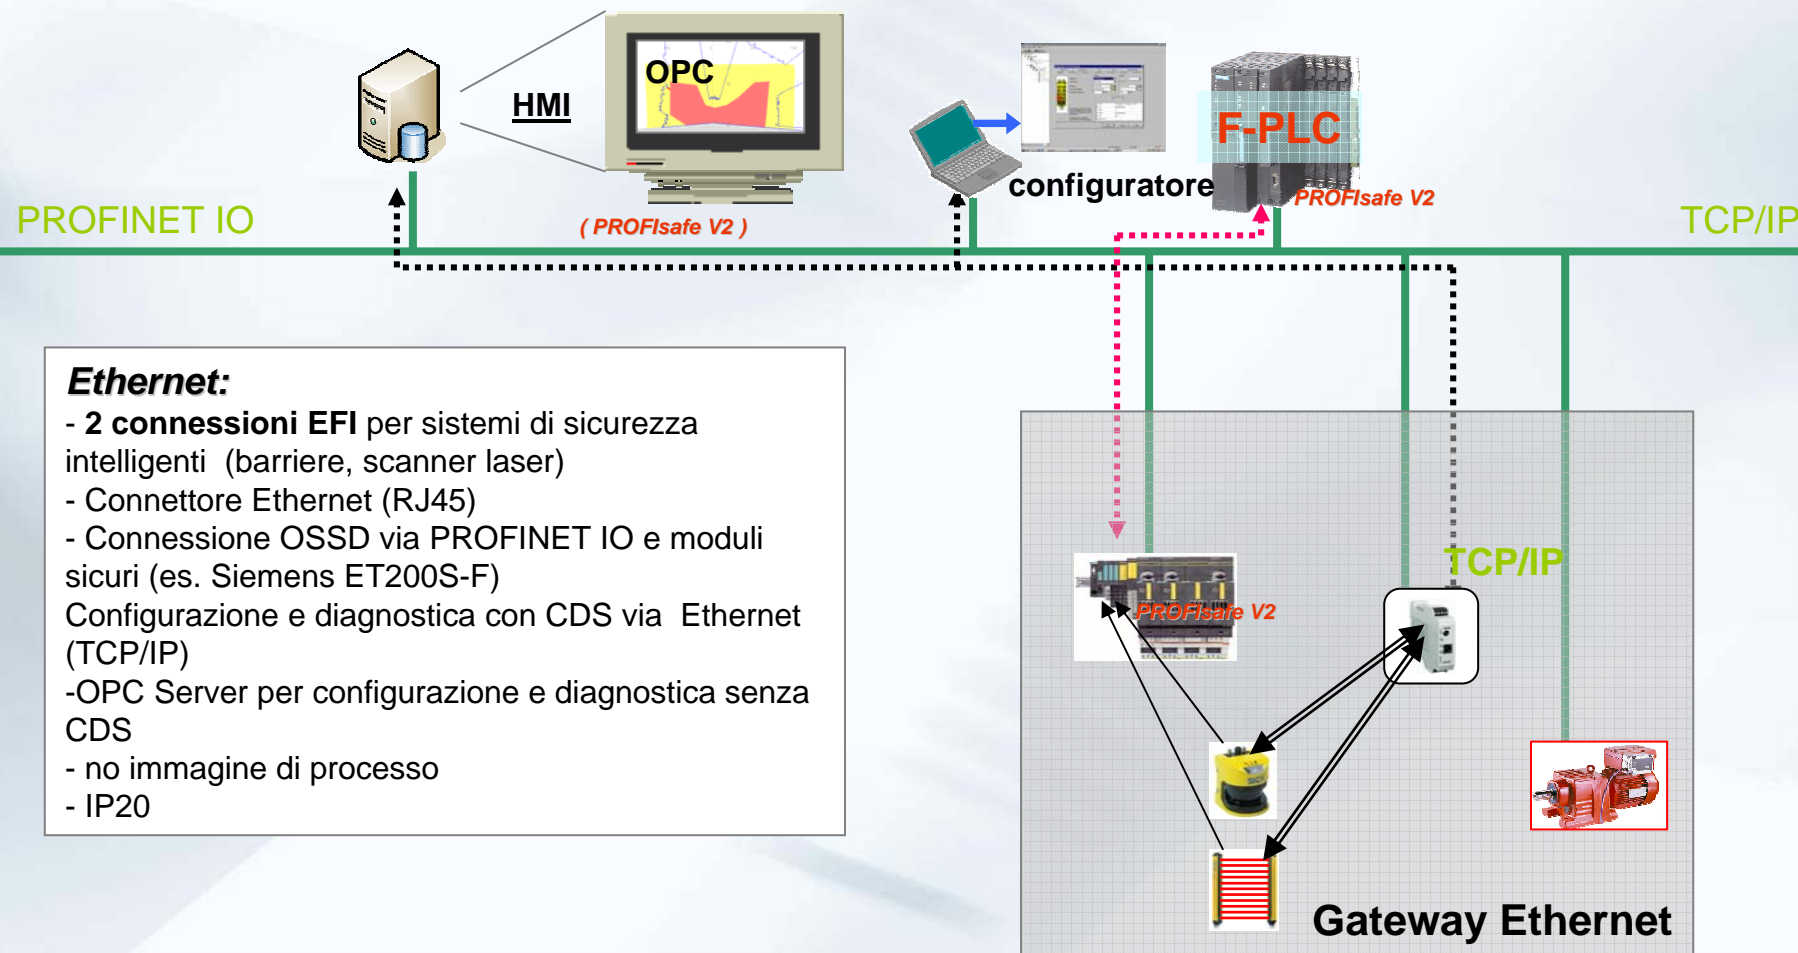 OPC
HMI
F-PLC
configuratore
PROFIsafe V2
PROFINET IO
( PROFIsafe V2 )
TCP/IP
Ethernet:
- 2 connessioni EFI per sistemi di sicurezza
intelligenti (barriere, scanner laser)
- Connettore Ethernet (RJ45)
- Connessione OSSD via PROFINET IO e moduli
sicuri (es. Siemens ET200S-F)
Configurazione e diagnostica con CDS via Ethernet
(TCP/IP)
-OPC Server per configurazione e diagnostica senza
CDS
- no immagine di processo
- IP20
TCP/IP
PROFIsafe V2
Gateway Ethernet